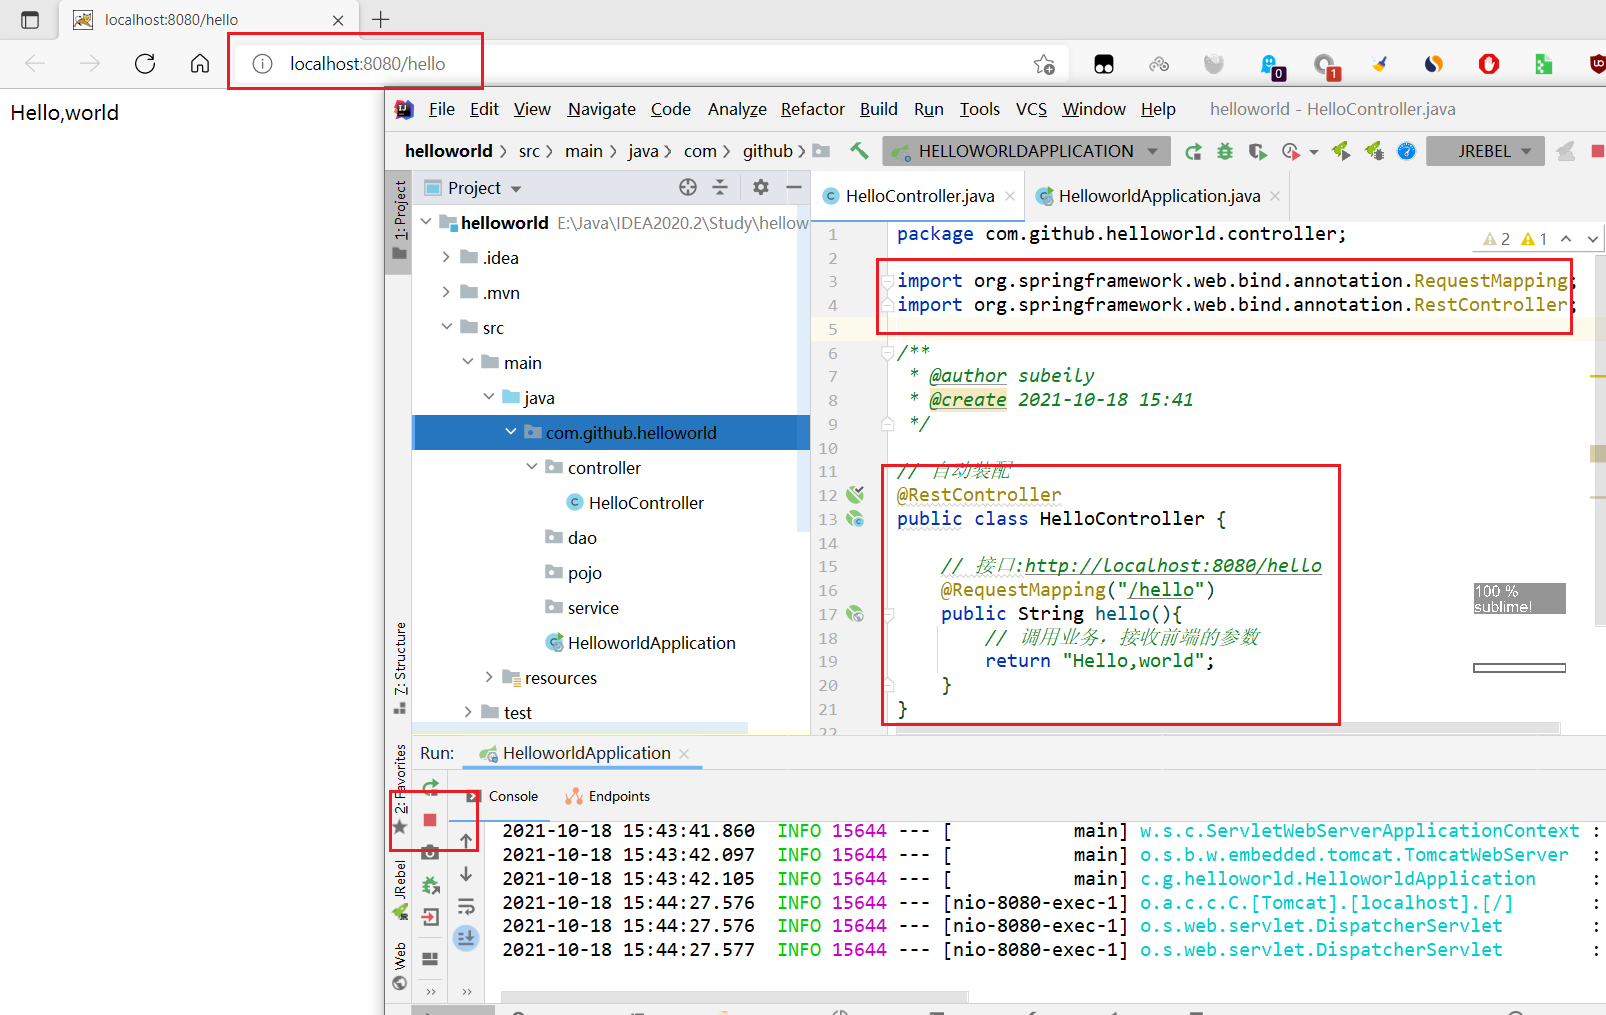 localhost:8080/hello
localhost:8080/hello
0
1
Hello,world
File Edit View Navigate Code Analyze Refactor Build Run Tools VCS Window Help helloworld - HelloController.java
helloworld src main java com github HELLOWORLDAPPLICATION JREBEL
1: Project
Project
helloworld E:\Java\IDEA2020.2\Study\hellow
.idea
.mvn
src
main
java
com.github.helloworld
controller
HelloController
dao
pojo
service
HelloworldApplication
resources
test
HelloController.java HelloworldApplication.java
2 1
1 package com.github.helloworld.controller;
2
3 import org.springframework.web.bind.annotation.RequestMapping;
4 import org.springframework.web.bind.annotation.RestController;
5
6 /**
7 * @author subeily
8 * @create 2021-10-18 15:41
9 */
10
11 // 自动装配
12 @RestController
13 public class HelloController {
14
15 // 接口:http://localhost:8080/hello
16 @RequestMapping("/hello")
17 public String hello(){
18 // 调用业务，接收前端的参数
19 return "Hello,world";
20 }
21 }
22
100 %
sublime!
7: Structure
2: Favorites
JRebel
Web
Run: HelloworldApplication
Console Endpoints
2021-10-18 15:43:41.860 INFO 15644 --- [ main] w.s.c.ServletWebServerApplicationContext :
2021-10-18 15:43:42.097 INFO 15644 --- [ main] o.s.b.w.embedded.tomcat.TomcatWebServer :
2021-10-18 15:43:42.105 INFO 15644 --- [ main] c.g.helloworld.HelloworldApplication :
2021-10-18 15:44:27.576 INFO 15644 --- [nio-8080-exec-1] o.a.c.c.C.[Tomcat].[localhost].[/] :
2021-10-18 15:44:27.576 INFO 15644 --- [nio-8080-exec-1] o.s.web.servlet.DispatcherServlet :
2021-10-18 15:44:27.577 INFO 15644 --- [nio-8080-exec-1] o.s.web.servlet.DispatcherServlet :